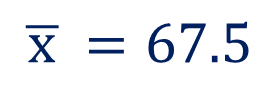 x̅ = 67.5